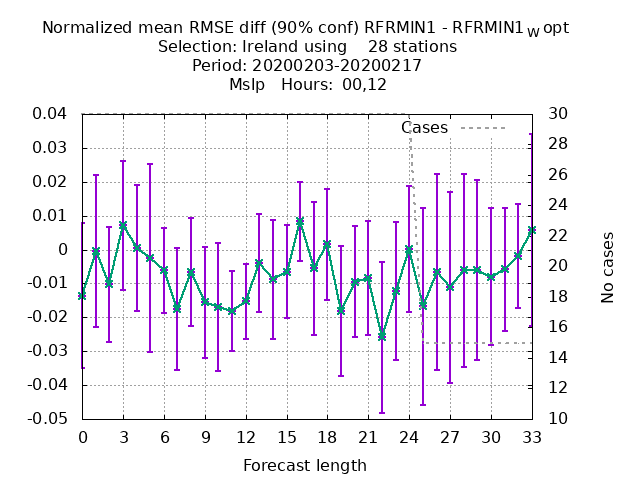 Normalized mean RMSE diff (90% conf) RFRMIN1 - RFRMIN1_W opt
Selection: Ireland using    28 stations
Period: 20200203-20200217
Mslp   Hours: 00,12
Cases
0.04
0.03
0.02
0.01
0
-0.01
-0.02
-0.03
-0.04
-0.05
30
28
26
24
22
20
18
16
14
12
10
No cases
0 3 6 9 12 15 18 21 24 27 30 33
Forecast length